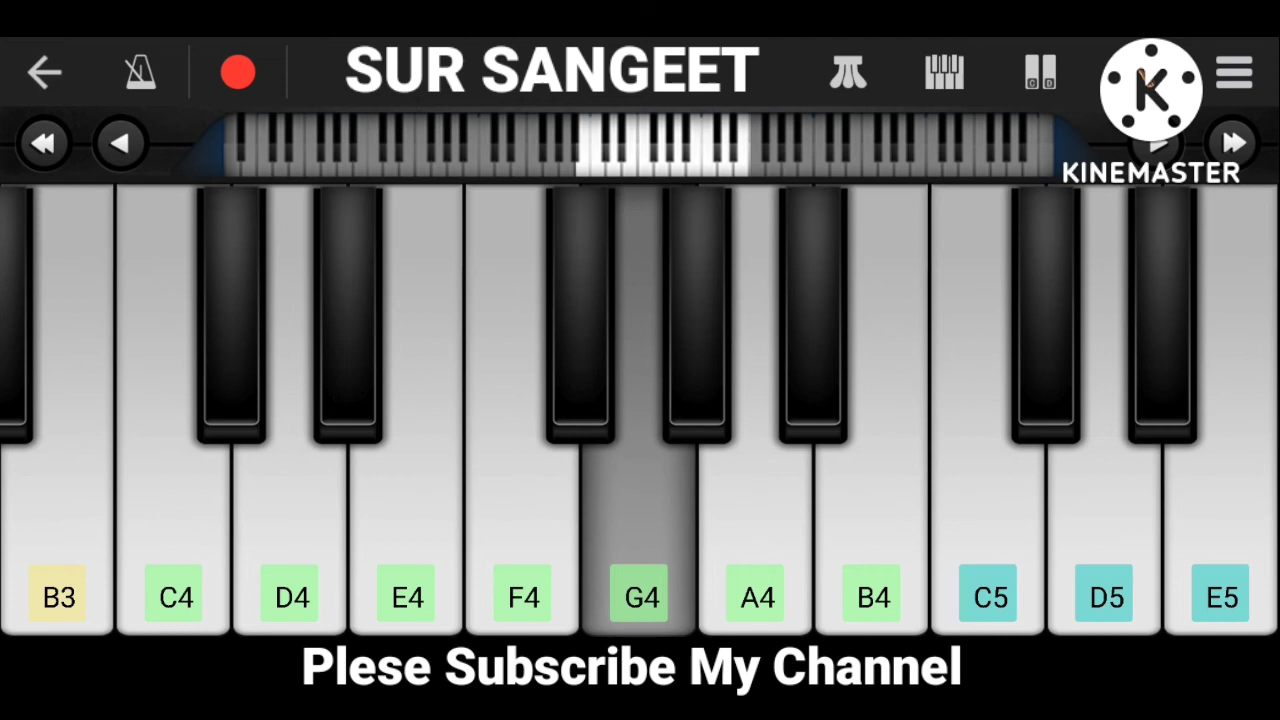 SUR SANGEET
K
KINEMASTER
B3 C4 D4 E4 F4 G4 A4 B4 C5 D5 E5
Plese Subscribe My Channel